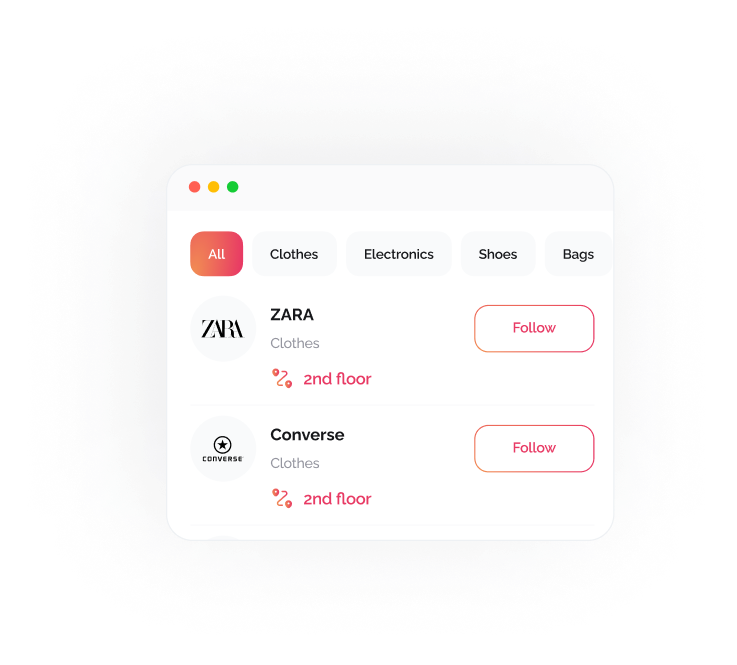 All Clothes Electronics Shoes Bags
ZARA
ZARA
Follow
Clothes
2nd floor
CONVERSE
Converse
Follow
Clothes
2nd floor